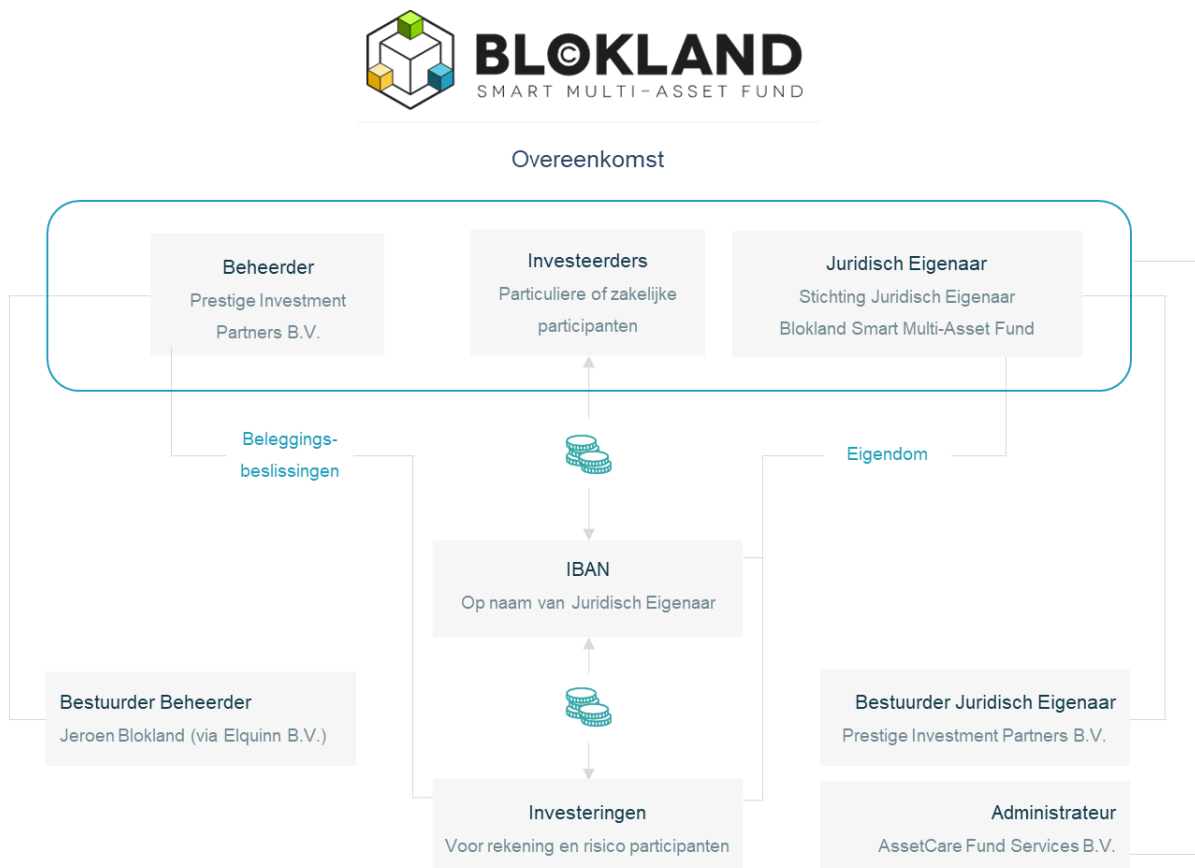 BLOKLAND
SMART MULTI-ASSET FUND
Overeenkomst
Beheerder
Prestige Investment
Partners B.V.
Investeerders
Particuliere of zakelijke
participanten
Juridisch Eigenaar
Stichting Juridisch Eigenaar
Blokland Smart Multi-Asset Fund
Beleggings-
beslissingen
Eigendom
IBAN
Op naam van Juridisch Eigenaar
Bestuurder Beheerder
Jeroen Blokland (via Elquinn B.V.)
Bestuurder Juridisch Eigenaar
Prestige Investment Partners B.V.
Investeringen
Voor rekening en risico participanten
Administrateur
AssetCare Fund Services B.V.